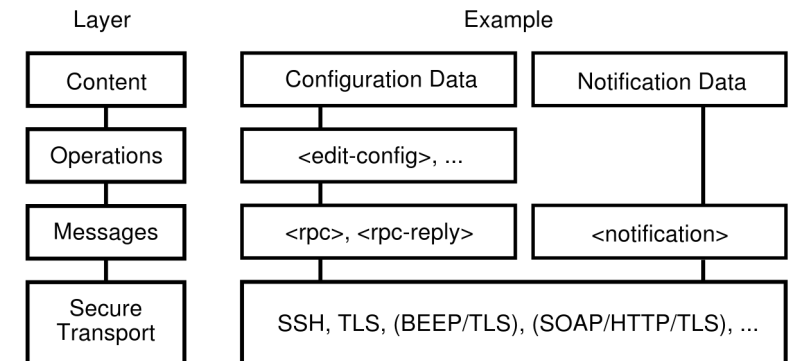 Layer Example
Content Configuration Data Notification Data
Operations <edit-config>, ...
Messages <rpc>, <rpc-reply> <notification>
Secure
Transport SSH, TLS, (BEEP/TLS), (SOAP/HTTP/TLS), ...